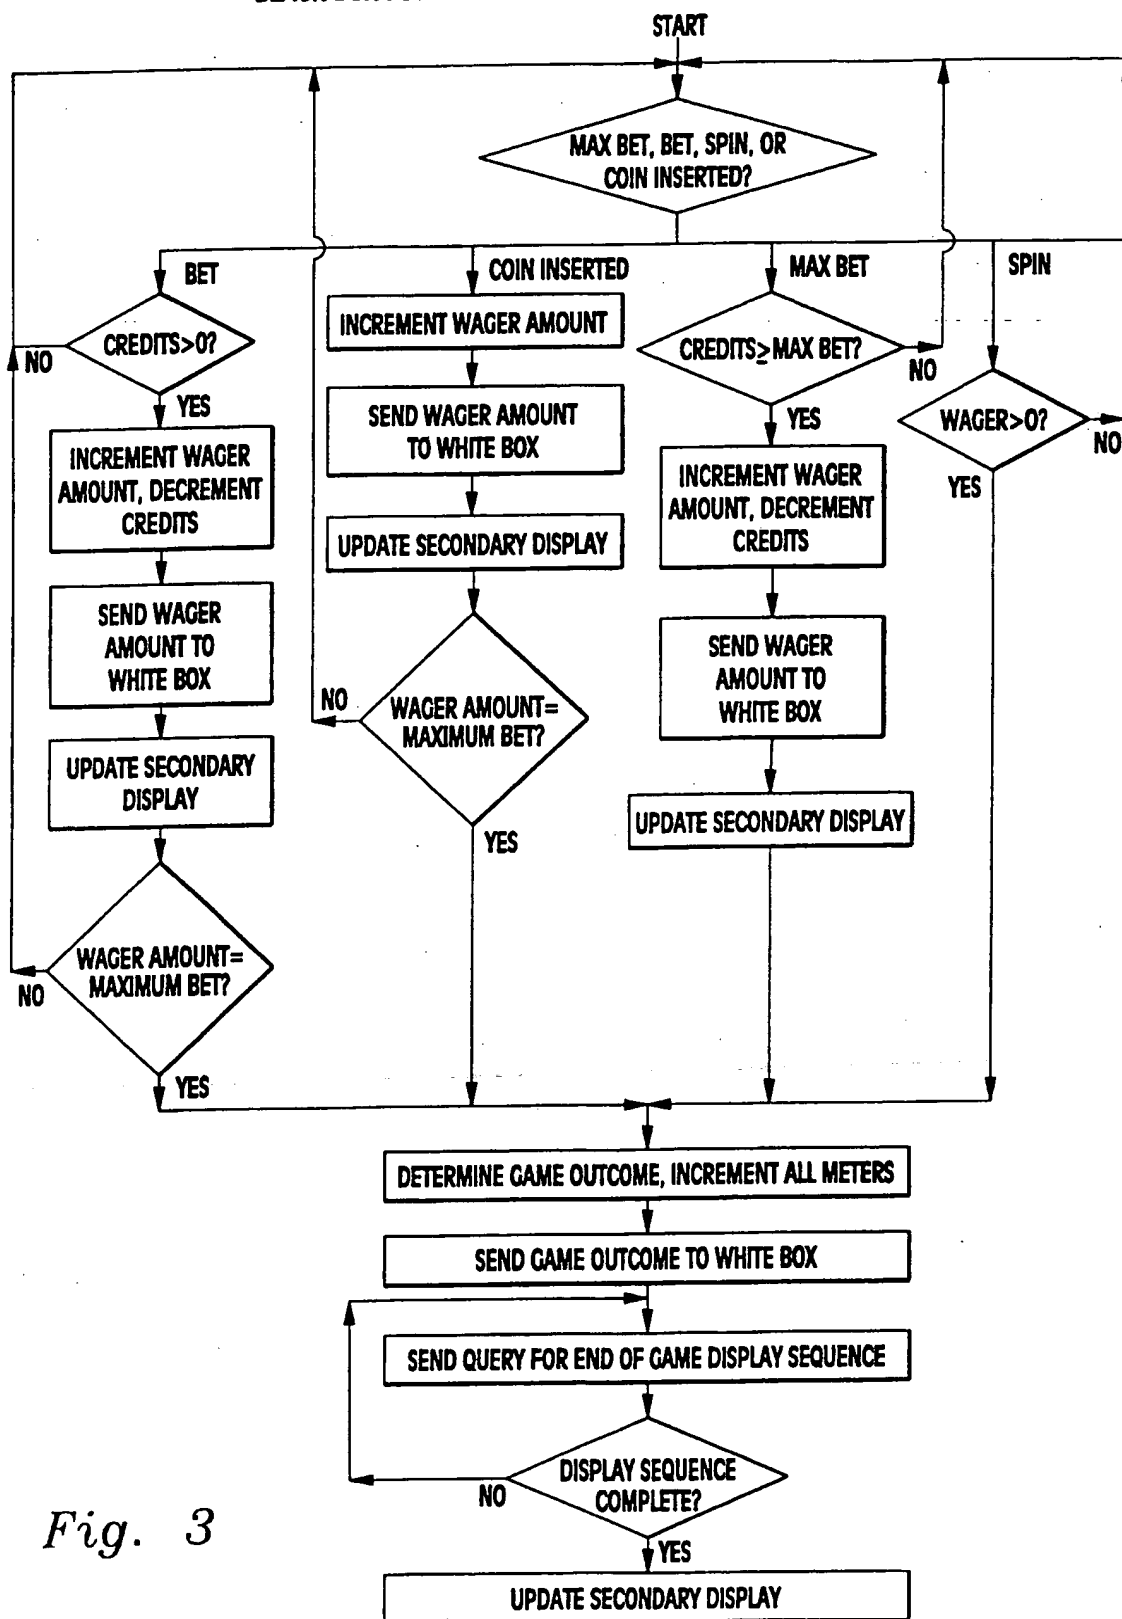 START
MAX BET, BET, SPIN, OR
COIN INSERTED?
BET
COIN INSERTED
MAX BET
SPIN
CREDITS>0?
NO
YES
INCREMENT WAGER
AMOUNT, DECREMENT
CREDITS
SEND WAGER
AMOUNT TO
WHITE BOX
UPDATE SECONDARY
DISPLAY
WAGER AMOUNT=
MAXIMUM BET?
NO
YES
INCREMENT WAGER AMOUNT
SEND WAGER AMOUNT
TO WHITE BOX
UPDATE SECONDARY DISPLAY
WAGER AMOUNT=
MAXIMUM BET?
NO
YES
CREDITS≥MAX BET?
NO
YES
INCREMENT WAGER
AMOUNT, DECREMENT
CREDITS
SEND WAGER
AMOUNT TO
WHITE BOX
UPDATE SECONDARY DISPLAY
WAGER>0?
NO
YES
DETERMINE GAME OUTCOME, INCREMENT ALL METERS
SEND GAME OUTCOME TO WHITE BOX
SEND QUERY FOR END OF GAME DISPLAY SEQUENCE
DISPLAY SEQUENCE
COMPLETE?
NO
YES
UPDATE SECONDARY DISPLAY
Fig. 3